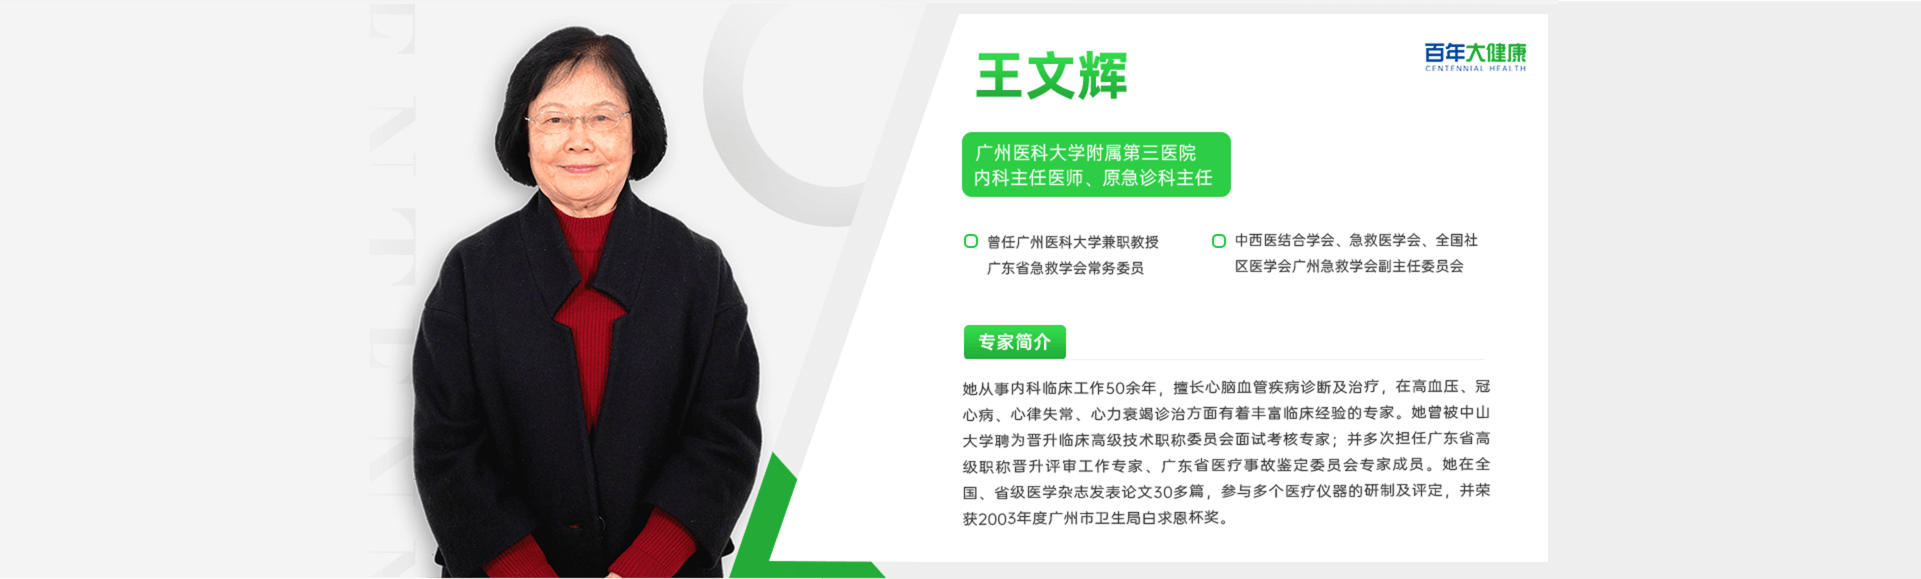 王文辉
百年大健康
CENTENNIAL HEALTH
广州医科大学附属第三医院
内科主任医师、原急诊科主任
曾任广州医科大学兼职教授
广东省急救学会常务委员
中西医结合学会、急救医学会、全国社
区医学会广州急救学会副主任委员会
专家简介
她从事内科临床工作50余年，擅长心脑血管疾病诊断及治疗，在高血压、冠
心病、心律失常、心力衰竭诊治方面有着丰富临床经验的专家。她曾被中山
大学聘为晋升临床高级技术职称委员会面试考核专家；并多次担任广东省高
级职称晋升评审工作专家、广东省医疗事故鉴定委员会专家成员。她在全
国、省级医学杂志发表论文30多篇，参与多个医疗仪器的研制及评定，并荣
获2003年度广州市卫生局白求恩杯奖。